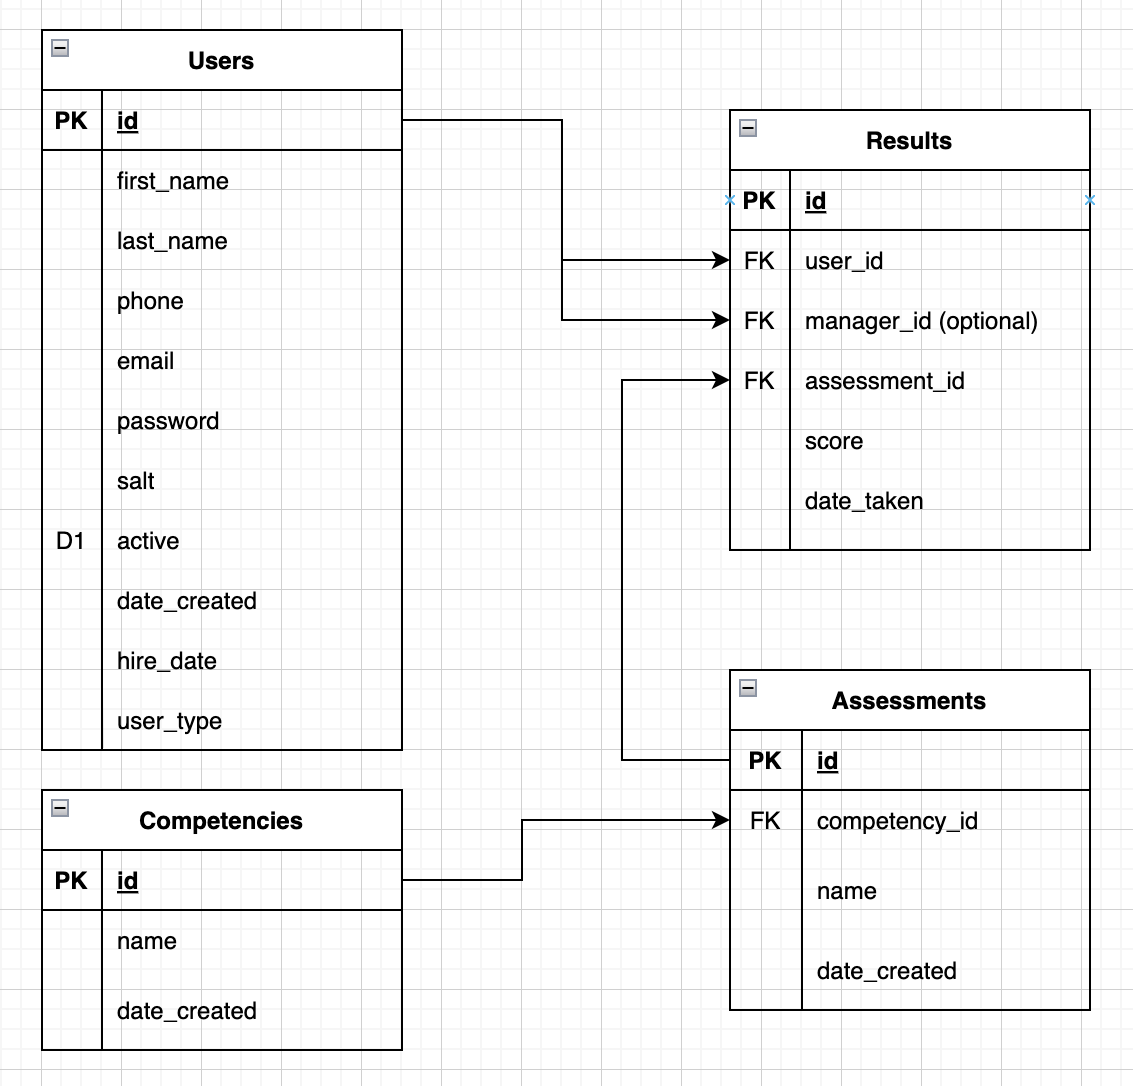 Users
PK id
first_name
last_name
phone
email
password
salt
D1 active
date_created
hire_date
user_type
Results
PK id
FK user_id
FK manager_id (optional)
FK assessment_id
score
date_taken
Competencies
PK id
name
date_created
Assessments
PK id
FK competency_id
name
date_created